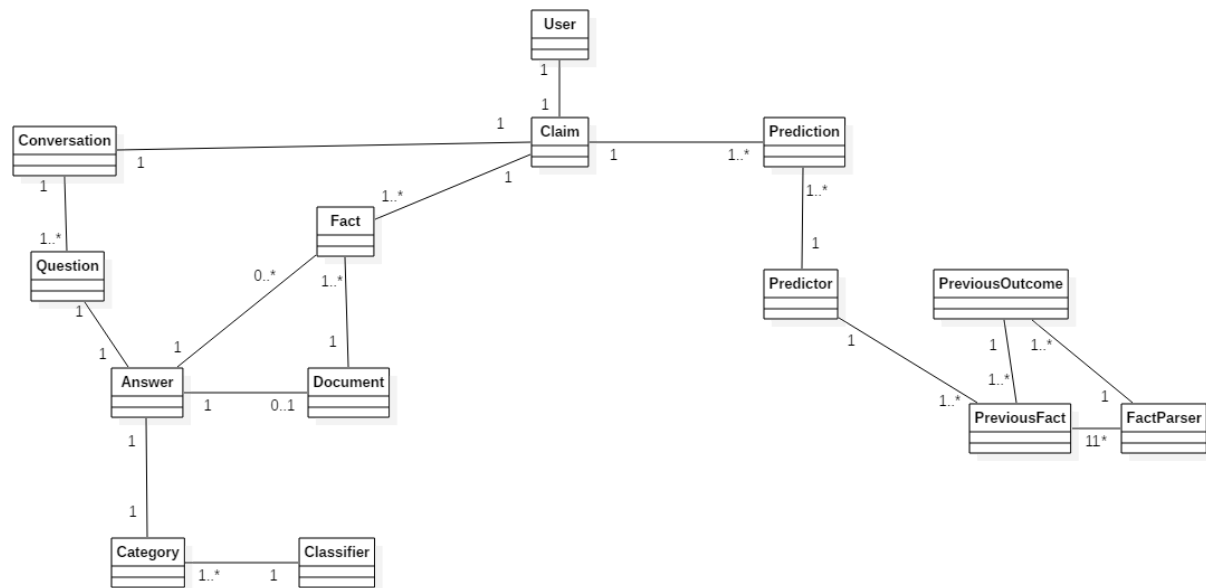 User
1
1
Conversation
1
Claim
Prediction
1
1
1..*
1
1
1..*
1..*
Fact
1..*
Question
0..*
1..*
1
Predictor
PreviousOutcome
1
1
1
1
1
1..*
1
1..*
Answer
Document
1
0..1
1..*
1
PreviousFact
FactParser
1
11*
1
Category
Classifier
1..*
1